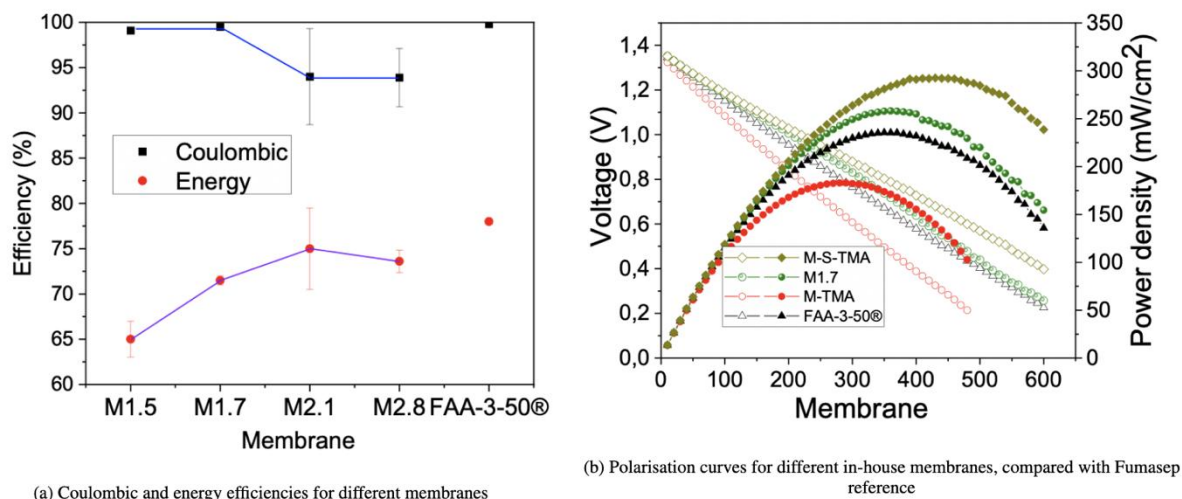 100
95
90
85
80
75
70
65
60
Efficiency (%)
Coulombic
Energy
M1.5 M1.7 M2.1 M2.8 FAA-3-50®
Membrane
(a) Coulombic and energy efficiencies for different membranes
1,4
1,2
1,0
0,8
0,6
0,4
0,2
0,0
Voltage (V)
350
300
250
200
150
100
50
0
Power density (mW/cm2)
M-S-TMA
M1.7
M-TMA
FAA-3-50®
0 100 200 300 400 500 600
Membrane
(b) Polarisation curves for different in-house membranes, compared with Fumasep
reference